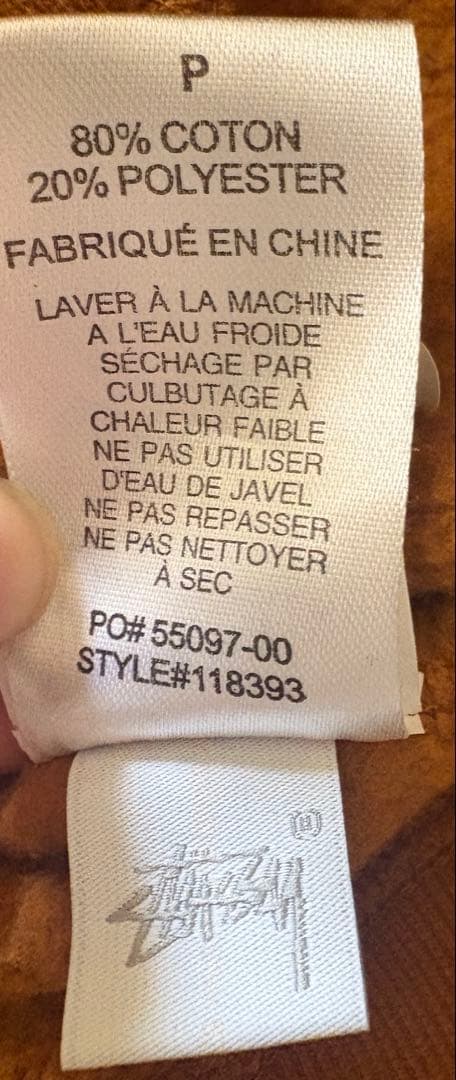 P
80% COTON
20% POLYESTER
FABRIQUÉ EN CHINE
LAVER À LA MACHINE
A L'EAU FROIDE
SÉCHAGE PAR
CULBUTAGE À
CHALEUR FAIBLE
NE PAS UTILISER
D'EAU DE JAVEL
NE PAS REPASSER
NE PAS NETTOYER
À SEC
PO# 55097-00
STYLE#118393